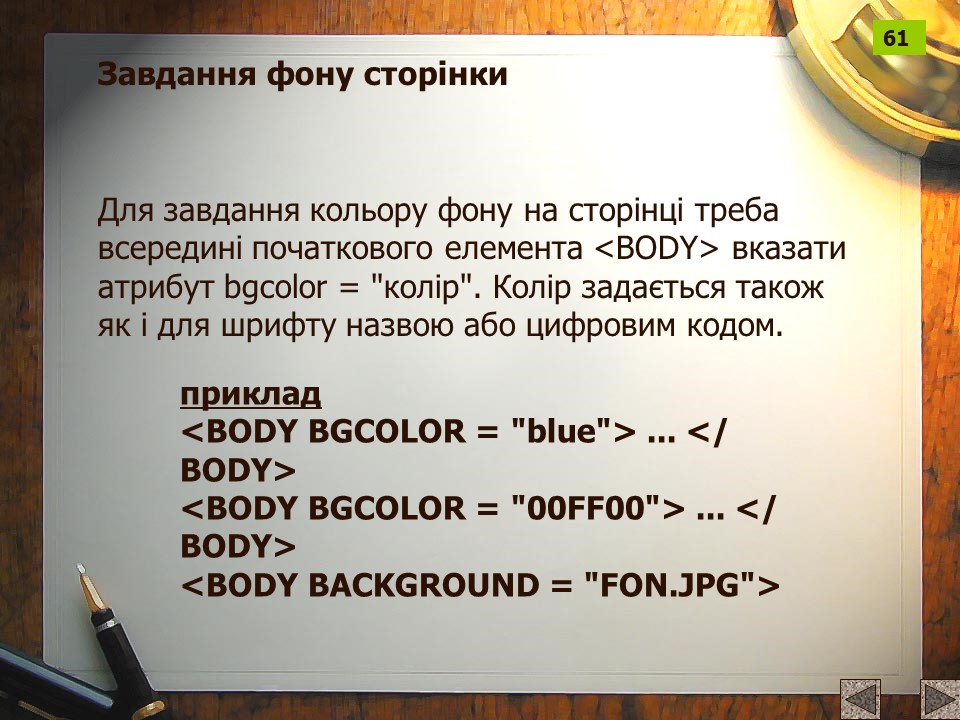 61
Завдання фону сторінки
Для завдання кольору фону на сторінці треба
всередині початкового елемента <BODY> вказати
атрибут bgcolor = "колір". Колір задається також
як і для шрифту назвою або цифровим кодом.
приклад
<BODY BGCOLOR = "blue"> ... </
BODY>
<BODY BGCOLOR = "00FF00"> ... </
BODY>
<BODY BACKGROUND = "FON.JPG">